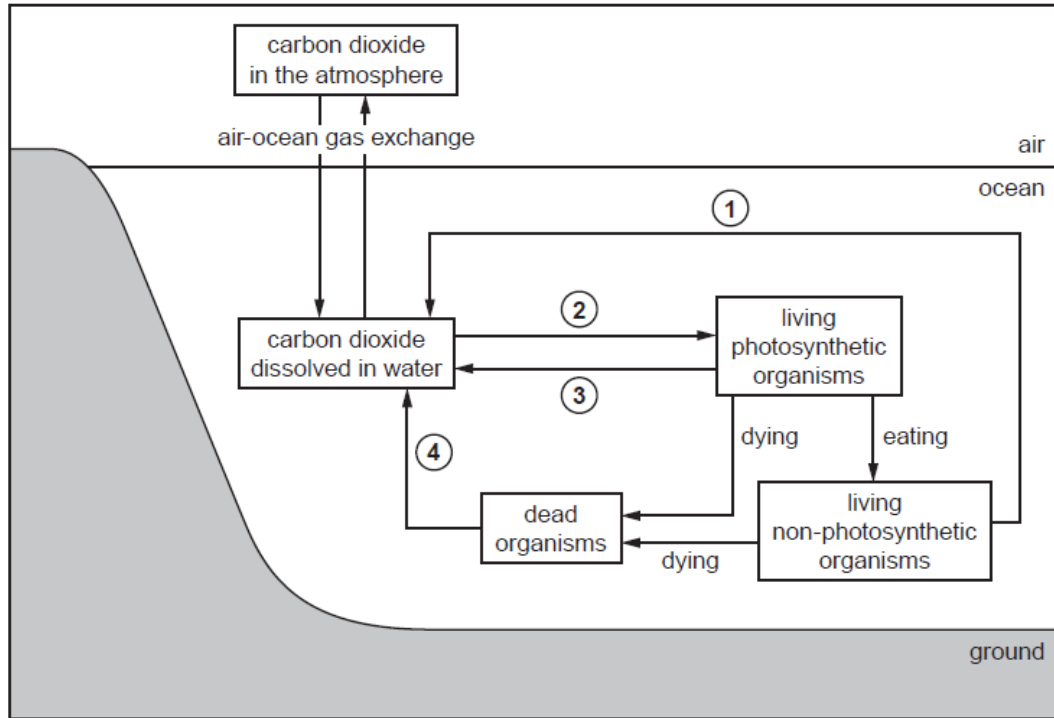 carbon dioxide
in the atmosphere
air-ocean gas exchange
air
ocean
1
2
living
photosynthetic
organisms
carbon dioxide
dissolved in water
3
dying
eating
4
dead
organisms
living
non-photosynthetic
organisms
dying
ground